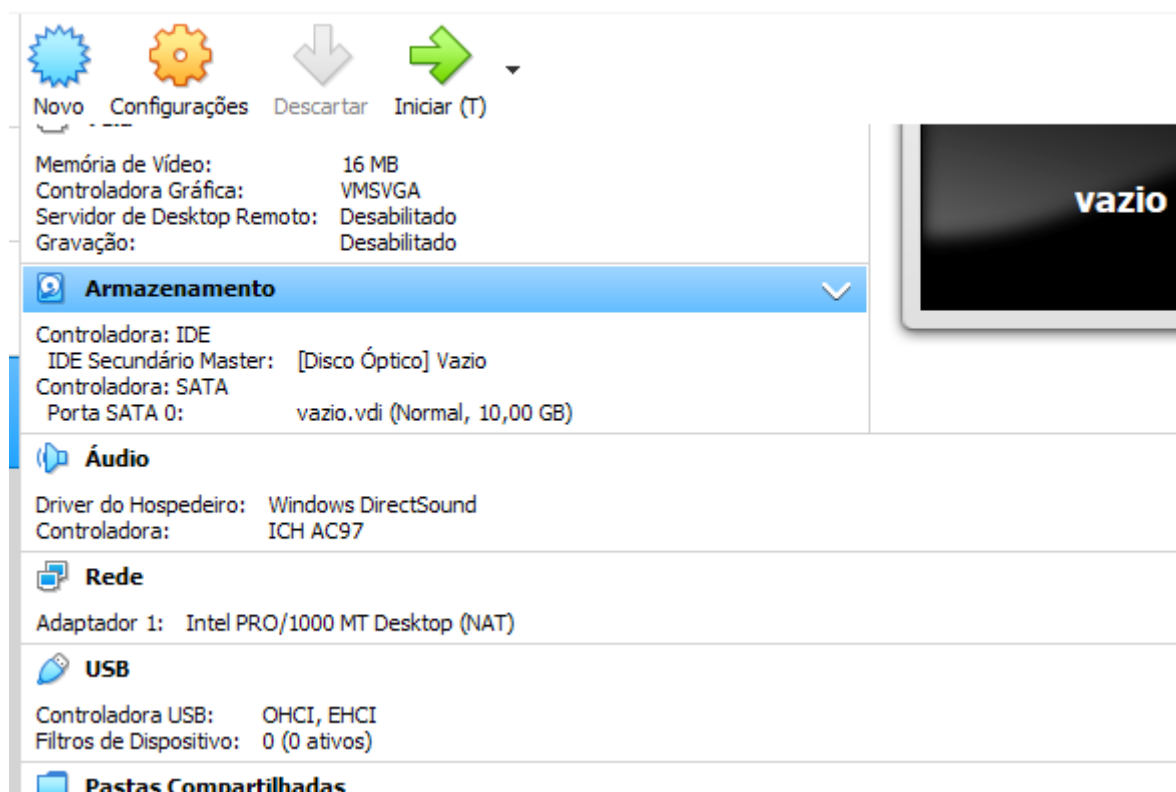 Novo Configurações Descartar Iniciar (T)
Memória de Vídeo: 16 MB
Controladora Gráfica: VMSVGA
Servidor de Desktop Remoto: Desabilitado
Gravação: Desabilitado
vazio
Armazenamento
Controladora: IDE
IDE Secundário Master: [Disco Óptico] Vazio
Controladora: SATA
Porta SATA 0: vazio.vdi (Normal, 10,00 GB)
Áudio
Driver do Hospedeiro: Windows DirectSound
Controladora: ICH AC97
Rede
Adaptador 1: Intel PRO/1000 MT Desktop (NAT)
USB
Controladora USB: OHCI, EHCI
Filtros de Dispositivo: 0 (0 ativos)
Pastas Compartilhadas